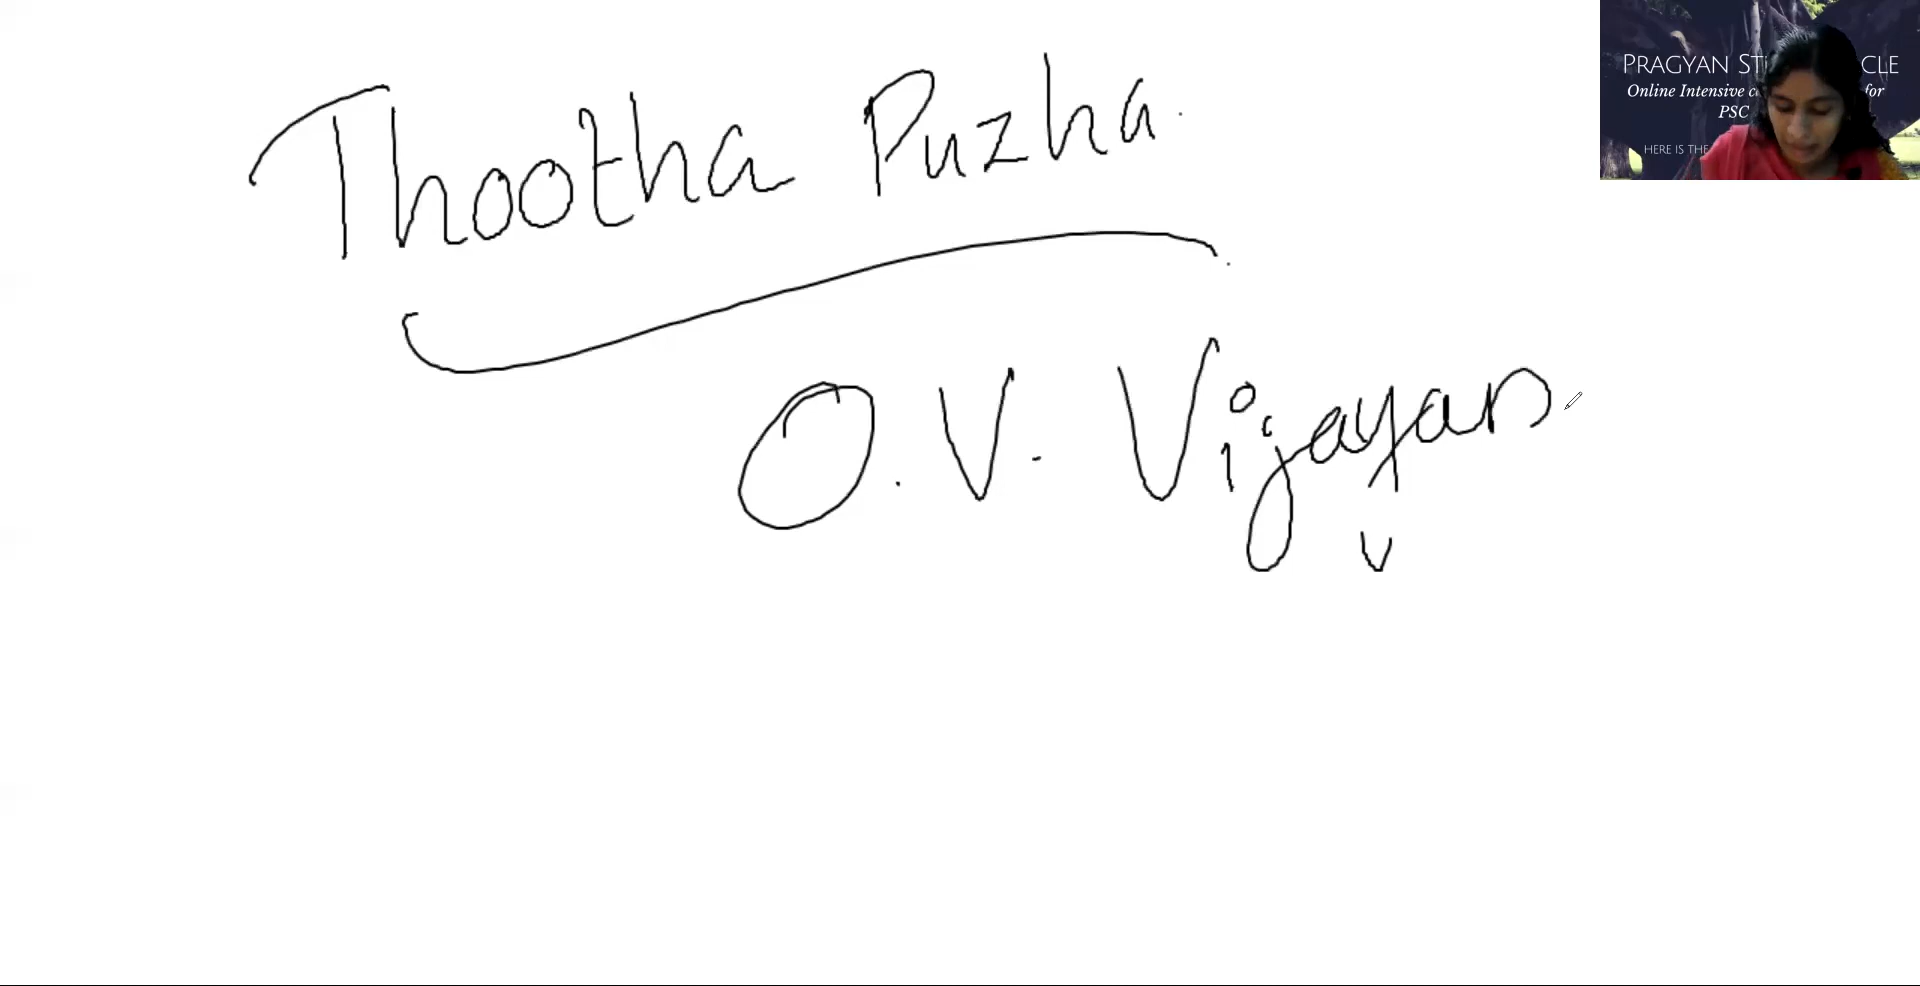 Thootha Puzha.
O. V. Vijayan
PRAGYAN ST CLE
Online Intensive c for
PSC
HERE IS THE